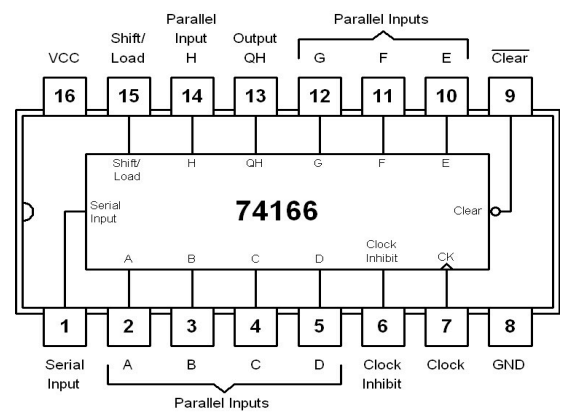 Parallel Parallel Inputs
Shift/ Input Output
VCC Load H QH G F E Clear
16 15 14 13 12 11 10 9
Shift/ H QH G F E
Load
Serial
Input
74166
Clear
Clock
Inhibit
A B C D CK
1 2 3 4 5 6 7 8
Serial A B C D Clock Clock GND
Input Inhibit
Parallel Inputs